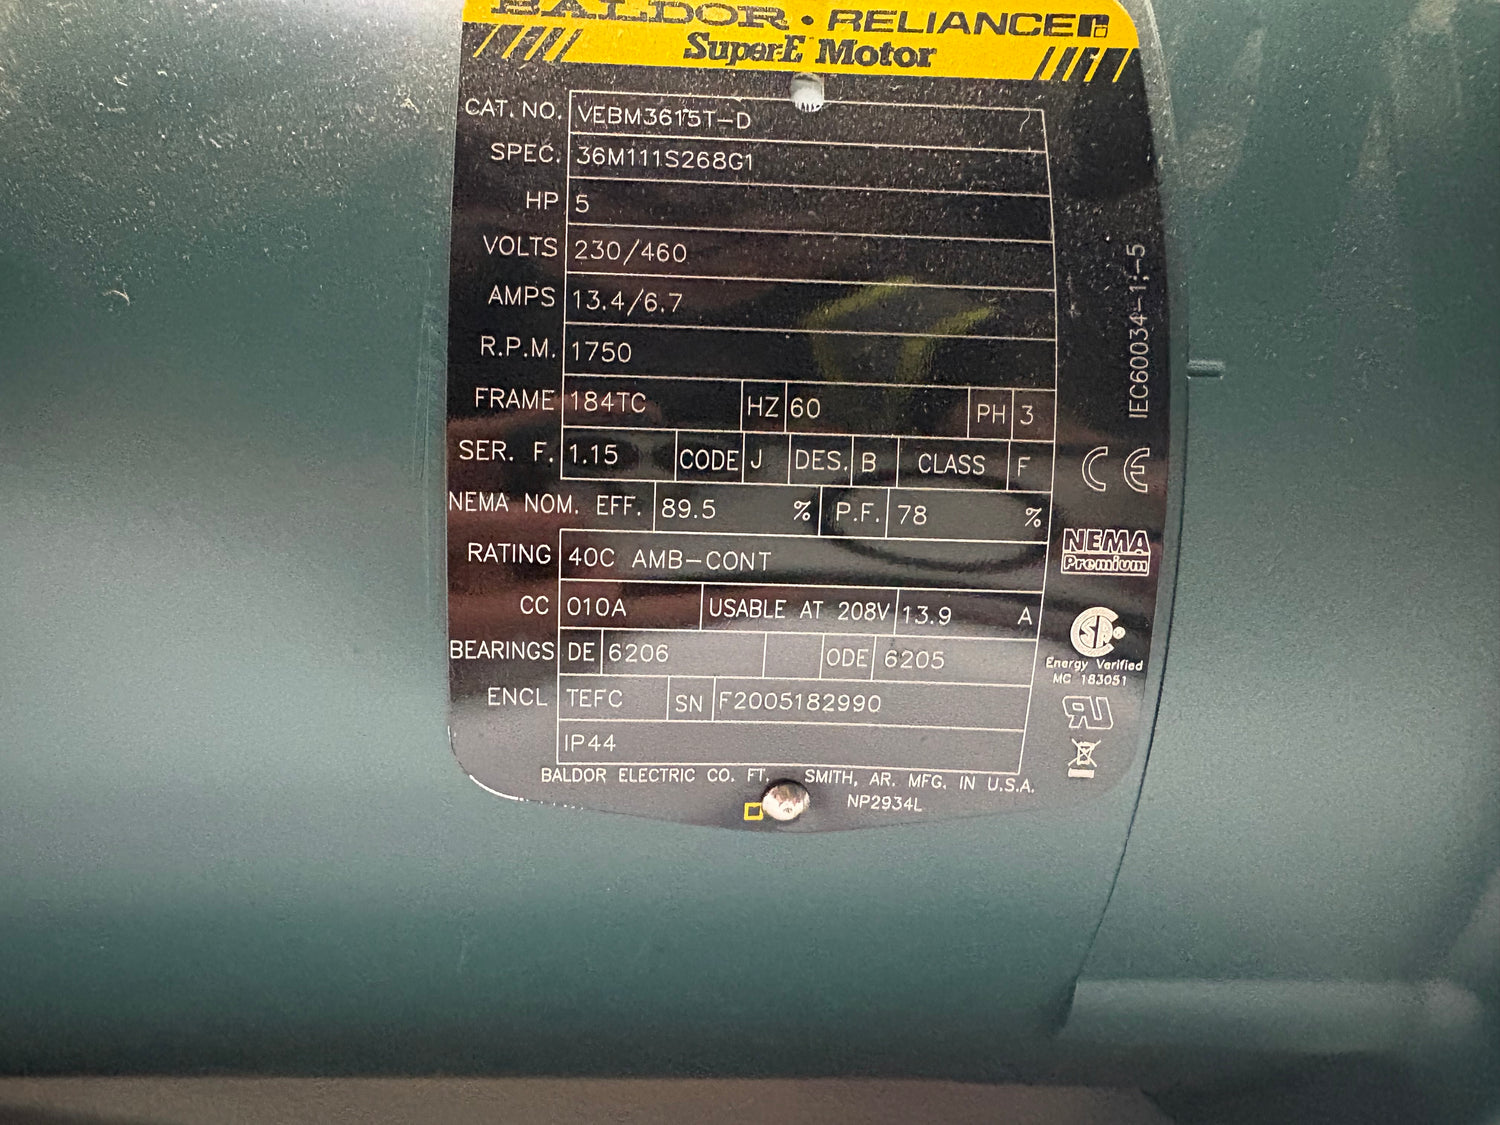 BALDOR • RELIANCE
Super-E Motor
CAT. NO. VEBM3615T-D
SPEC. 36M111S268G1
HP 5
VOLTS 230/460
AMPS 13.4/6.7
R.P.M. 1750
FRAME 184TC HZ 60 PH 3
SER. F. 1.15 CODE J DES. B CLASS F
NEMA NOM. EFF. 89.5 % P.F. 78 %
RATING 40C AMB-CONT
CC 010A USABLE AT 208V 13.9 A
BEARINGS DE 6206 ODE 6205
ENCL TEFC SN F2005182990
IP44
BALDOR ELECTRIC CO. FT. SMITH, AR. MFG. IN U.S.A.
NP2934L
IEC60034-1;-5
CE
NEMA
Premium
Energy Verified
MC 183051